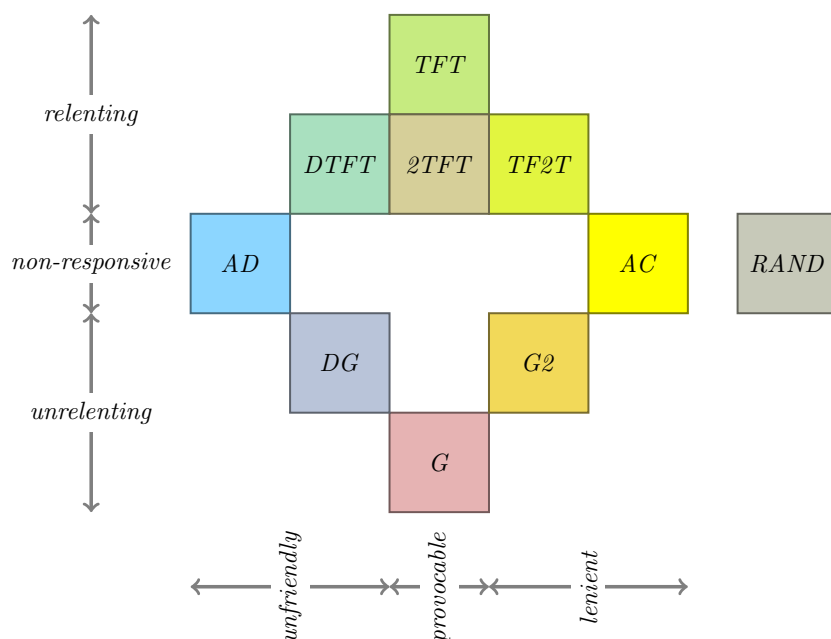 TFT
relenting
DTFT 2TFT TF2T
non-responsive AD AC RAND
DG G2
unrelenting
G
unfriendly provocable lenient